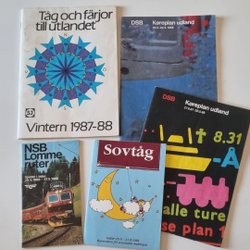 Tåg och färjor
till utlandet
Vintern 1987-88
DSB Køreplan udland
DSB Køreplan udland
8.31
A
alle ture
se plan 1
NSB
Lomme
ruter
Sovtåg